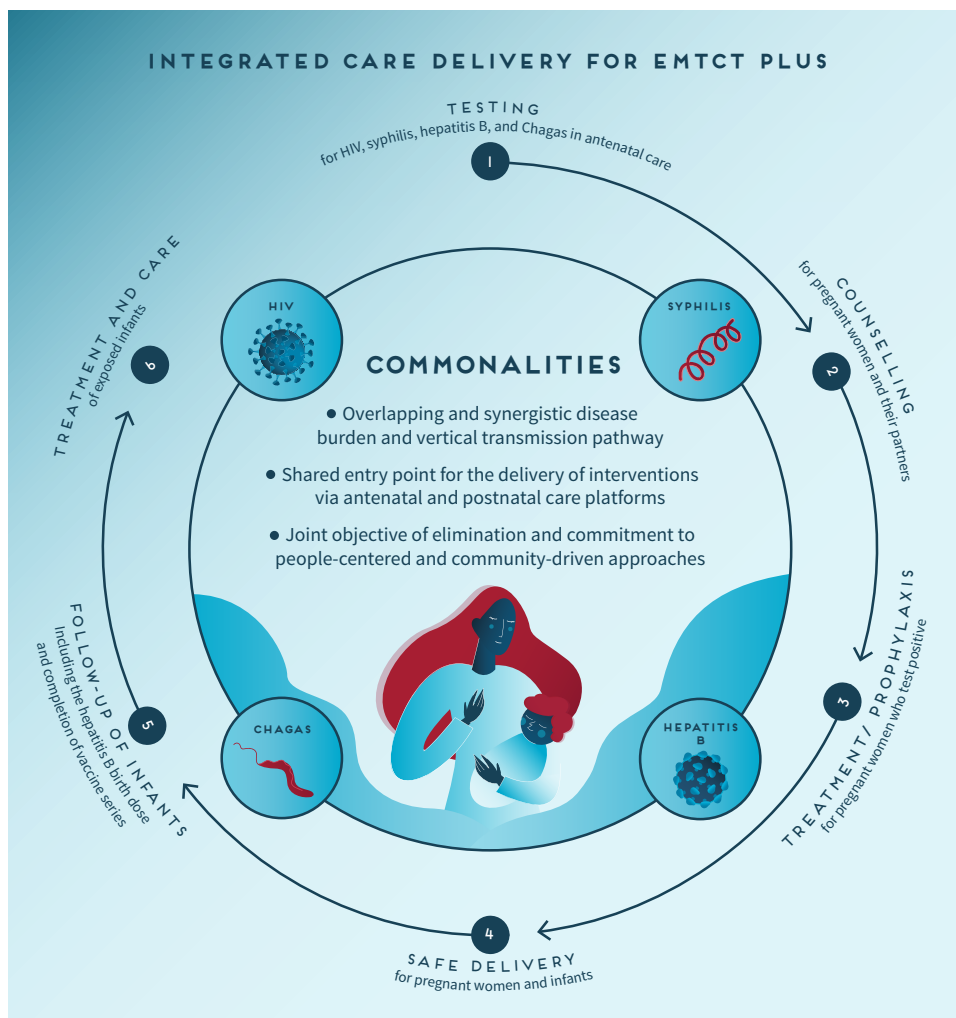 INTEGRATED CARE DELIVERY FOR EMTCT PLUS
TESTING
for HIV, syphilis, hepatitis B, and Chagas in antenatal care
1
COUNSELLING
for pregnant women and their partners
2
TREATMENT/ PROPHYLAXIS
for pregnant women who test positive
3
4
SAFE DELIVERY
for pregnant women and infants
FOLLOW-UP OF INFANTS
Including the hepatitis B birth dose
and completion of vaccine series
5
TREATMENT AND CARE
of exposed infants
6
HIV
SYPHILIS
COMMONALITIES
● Overlapping and synergistic disease
burden and vertical transmission pathway
● Shared entry point for the delivery of interventions
via antenatal and postnatal care platforms
● Joint objective of elimination and commitment to
people-centered and community-driven approaches
CHAGAS
HEPATITIS
B